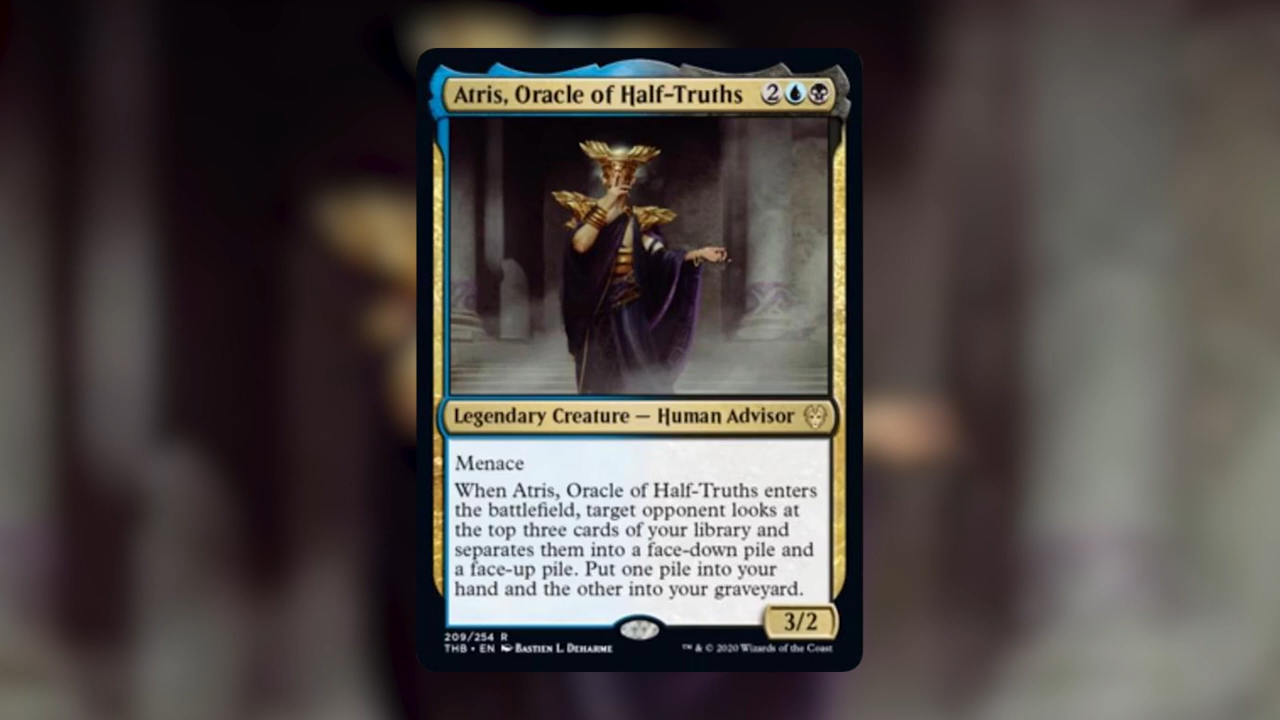 Atris, Oracle of Half-Truths 2
Legendary Creature — Human Advisor
Menace
When Atris, Oracle of Half-Truths enters
the battlefield, target opponent looks at
the top three cards of your library and
separates them into a face-down pile and
a face-up pile. Put one pile into your
hand and the other into your graveyard.
3/2
209/254 R
THB • EN Bastien L. Deharme
™ & © 2020 Wizards of the Coast